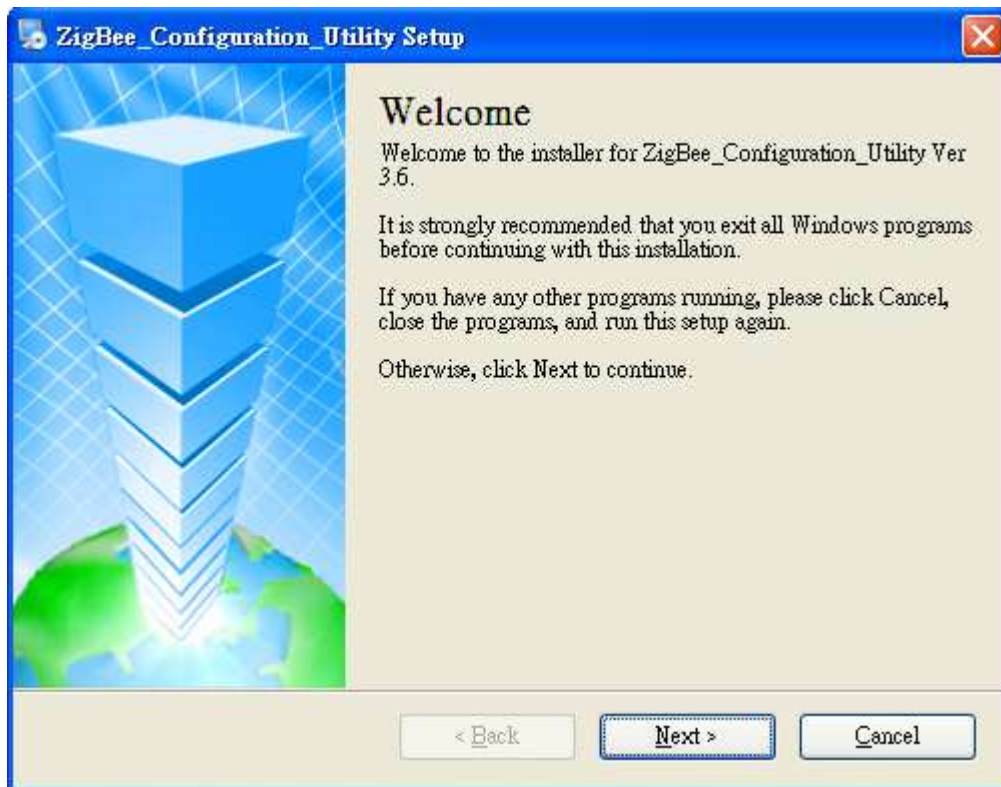 ZigBee_Configuration_Utility Setup
Welcome
Welcome to the installer for ZigBee_Configuration_Utility Ver
3.6.
It is strongly recommended that you exit all Windows programs
before continuing with this installation.
If you have any other programs running, please click Cancel,
close the programs, and run this setup again.
Otherwise, click Next to continue.
< Back
Next >
Cancel